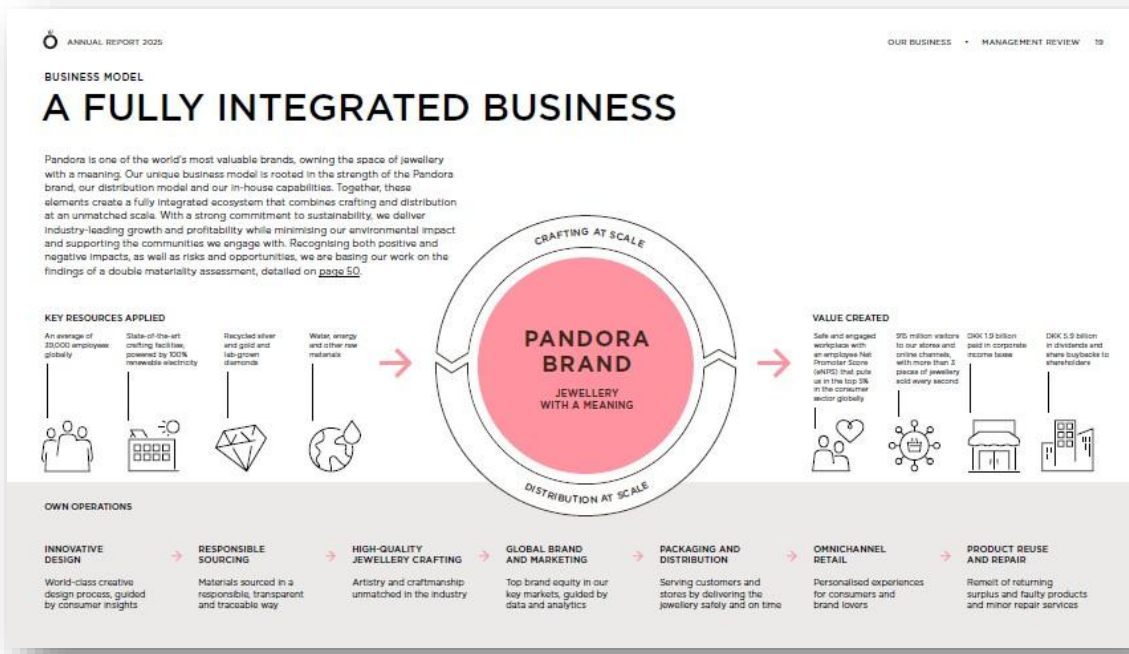 ANNUAL REPORT 2025
OUR BUSINESS • MANAGEMENT REVIEW 19
BUSINESS MODEL
A FULLY INTEGRATED BUSINESS
Pandora is one of the world's most valuable brands, owning the space of jewellery
with a meaning. Our unique business model is rooted in the strength of the Pandora
brand, our distribution model and our in-house capabilities. Together, these
elements create a fully integrated ecosystem that combines crafting and distribution
at an unmatched scale. With a strong commitment to sustainability, we deliver
industry-leading growth and profitability while minimising our environmental impact
and supporting the communities we engage with. Recognising both positive and
negative impacts, as well as risks and opportunities, we are basing our work on the
findings of a double materiality assessment, detailed on page 50.
KEY RESOURCES APPLIED
An average of
employees
globally
State-of-the-art
crafting facilities,
powered by 100%
renewable electricity
Recycled silver
and gold and
lab-grown
diamonds
Water, energy
and other raw
materials
CRAFTING AT SCALE
PANDORA
BRAND
JEWELLERY
WITH A MEANING
DISTRIBUTION AT SCALE
VALUE CREATED
Safe and engaged
workplace with
an employee Net
Promoter Score
(eNPS) that puts
us in the top 5%
in the consumer
sector globally
million visitors
to our stores and
online channels,
with more than 3
pieces of jewellery
sold every second
DKK 1.9 billion
paid in corporate
income taxes
DKK 5.9 billion
in dividends and
share buybacks to
shareholders
OWN OPERATIONS
INNOVATIVE
DESIGN
World-class creative
design process, guided
by consumer insights
RESPONSIBLE
SOURCING
Materials sourced in a
responsible, transparent
and traceable way
HIGH-QUALITY
JEWELLERY CRAFTING
Artistry and craftmanship
unmatched in the industry
GLOBAL BRAND
AND MARKETING
Top brand equity in our
key markets, guided by
data and analytics
PACKAGING AND
DISTRIBUTION
Serving customers and
stores by delivering the
jewellery safely and on time
OMNICHANNEL
RETAIL
Personalised experiences
for consumers and
brand lovers
PRODUCT REUSE
AND REPAIR
Remelt of returning
surplus and faulty products
and minor repair services